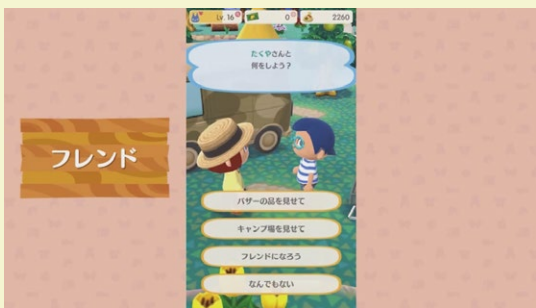 Lv. 16
0
2260
たくやさんと
何をしよう?
フレンド
バザーの品を見せて
キャンプ場を見せて
フレンドになろう
なんでもない